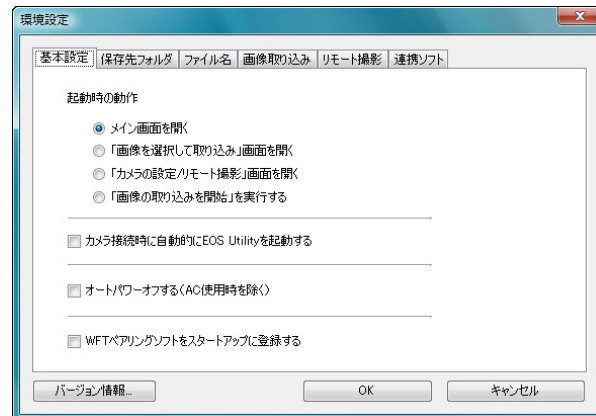 環境設定
基本設定 保存先フォルダ ファイル名 画像取り込み リモート撮影 連携ソフト
起動時の動作
メイン画面を開く
「画像を選択して取り込み」画面を開く
「カメラの設定/リモート撮影」画面を開く
「画像の取り込みを開始」を実行する
カメラ接続時に自動的にEOS Utilityを起動する
オートパワーオフする(AC使用時を除く)
WFTペアリングソフトをスタートアップに登録する
バージョン情報... OK キャンセル